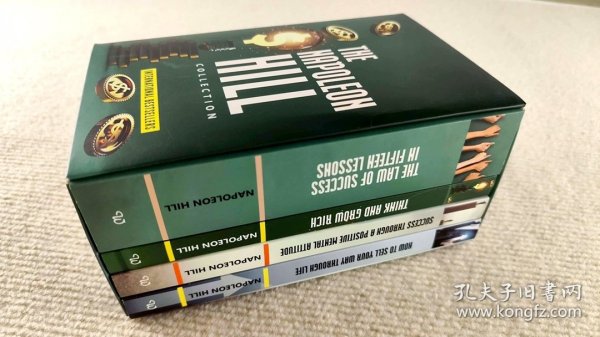 THE
NAPOLEON
HILL
COLLECTION
INTERNATIONAL BESTSELLERS
THE LAW OF SUCCESS
IN FIFTEEN LESSONS
NAPOLEON HILL
THINK AND GROW RICH
NAPOLEON HILL
SUCCESS THROUGH A POSITIVE MENTAL ATTITUDE
NAPOLEON HILL
HOW TO SELL YOUR WAY THROUGH LIFE
NAPOLEON HILL
孔夫子旧书网
www.kongfz.com